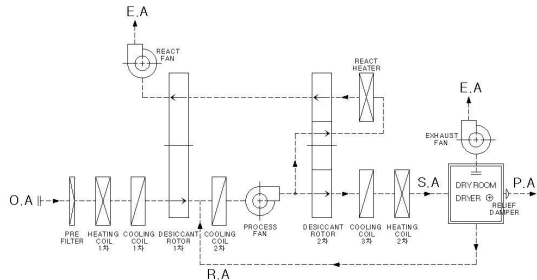 E.A
REACT
FAN
REACT
HEATER
E.A
EXHAUST
FAN
O.A
S.A
P.A
DRY ROOM
DRYER
RELIEF
DAMPER
PRE
FILTER
HEATING
COIL
1차
COOLING
COIL
1차
DESICCANT
ROTOR
1차
COOLING
COIL
2차
PROCESS
FAN
DESICCANT
ROTOR
2차
COOLING
COIL
3차
HEATING
COIL
2차
R.A